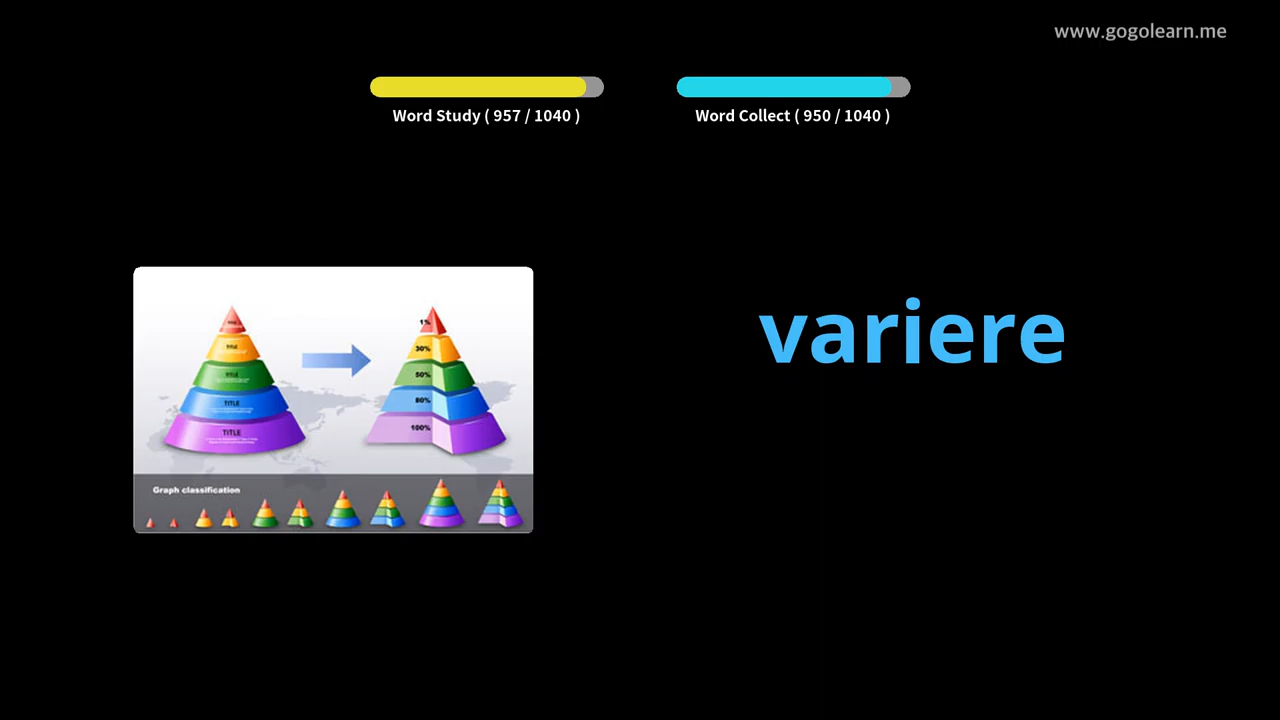 www.gogolearn.me
Word Study ( 957 / 1040 )
Word Collect ( 950 / 1040 )
variere
TITLE
TITLE
TITLE
TITLE
1%
30%
50%
80%
100%
Graph classification